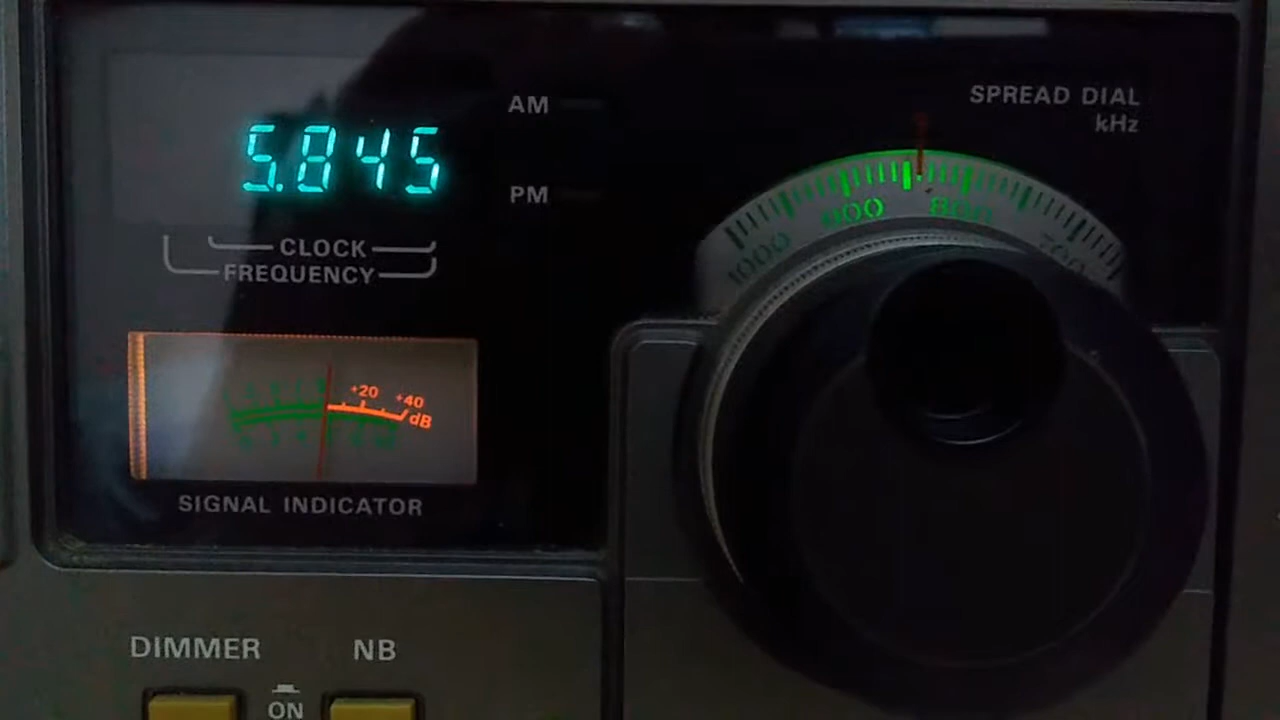 SPREAD DIAL
kHz
AM
5.845
PM
1000
900
800
700
CLOCK
FREQUENCY
+20
+40
dB
SIGNAL INDICATOR
DIMMER
NB
ON